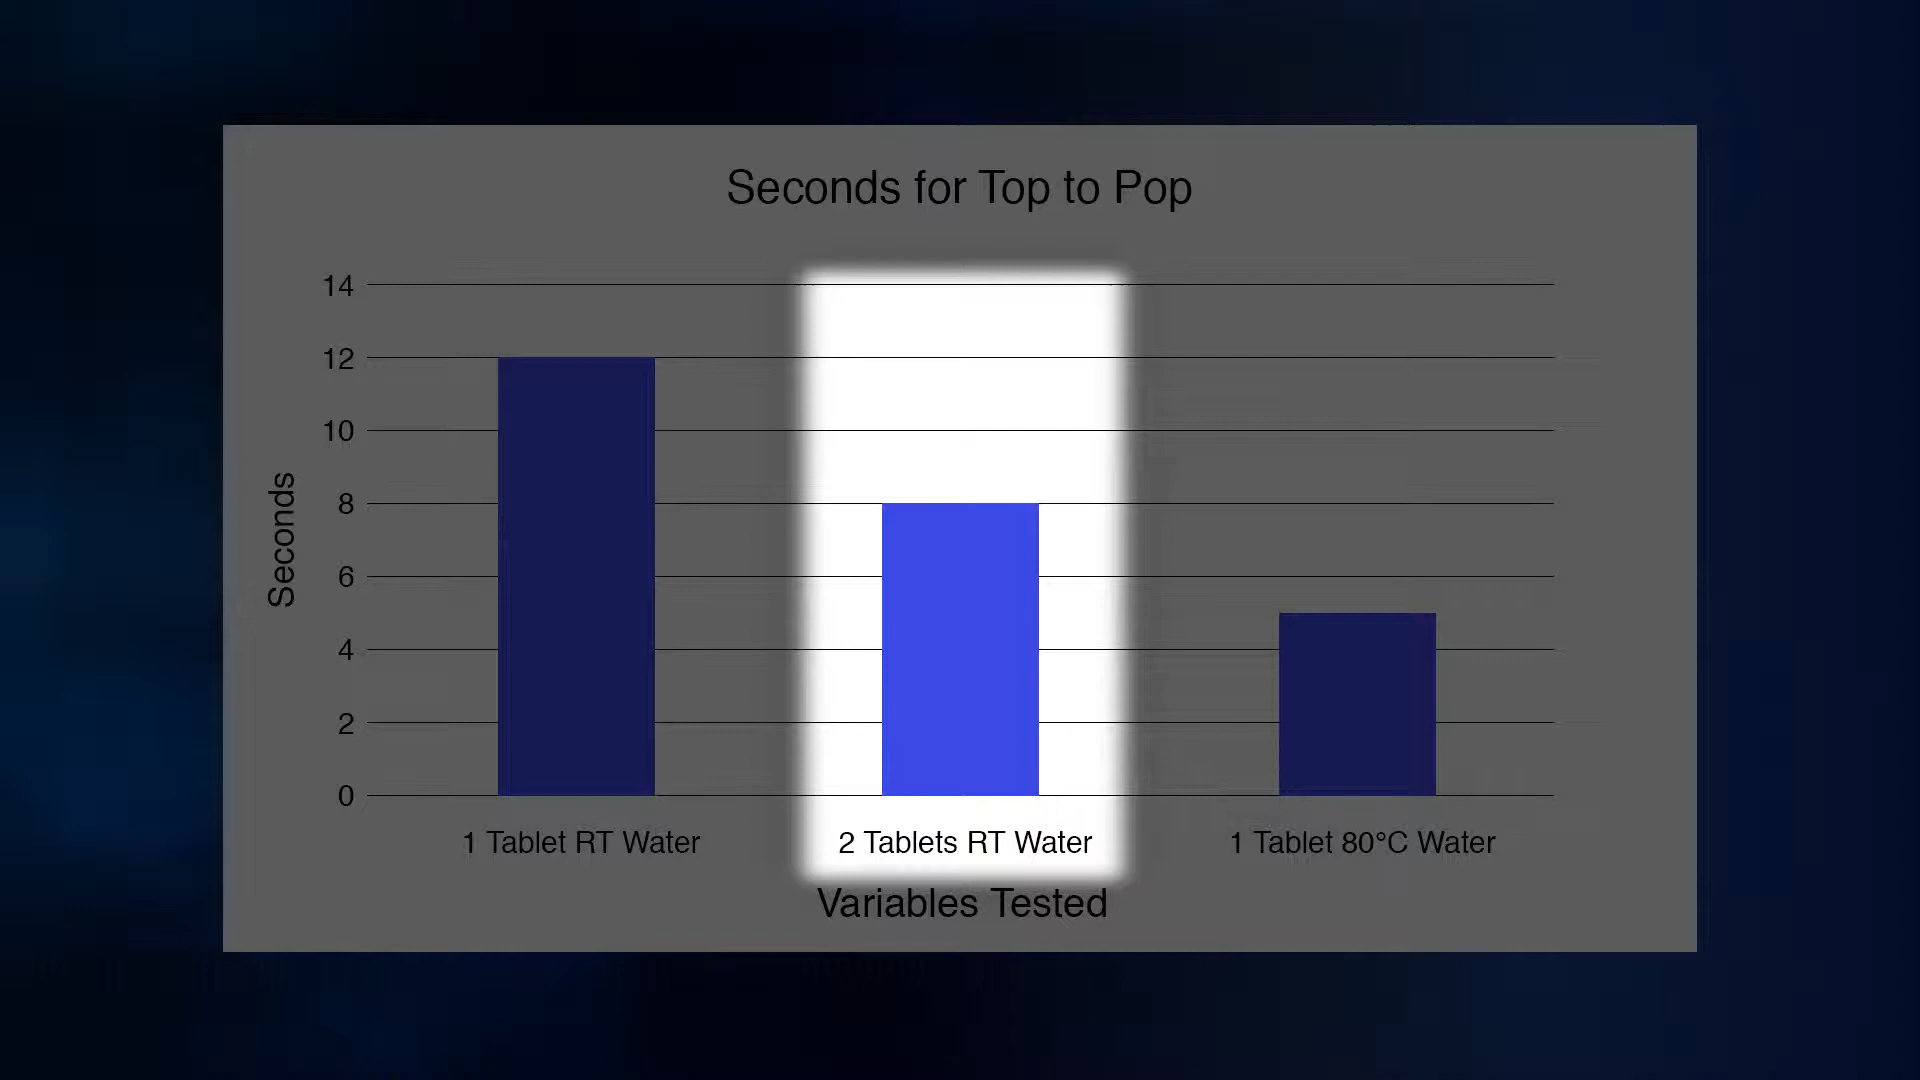 Seconds for Top to Pop
14
12
10
8
6
4
2
0
Seconds
1 Tablet RT Water
2 Tablets RT Water
1 Tablet 80°C Water
Variables Tested